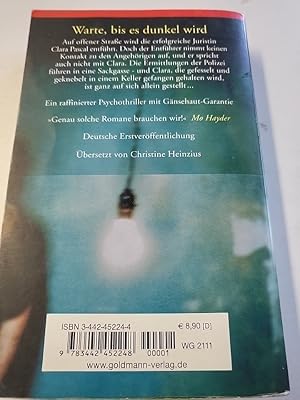 Warte, bis es dunkel wird
Auf offener Straße wird die erfolgreiche Juristin
Clara Pascal entführt. Doch der Entführer nimmt keinen
Kontakt zu den Angehörigen auf, und er spricht
auch nicht mit Clara. Die Ermittlungen der Polizei
führen in eine Sackgasse - und Clara, die gefesselt und
geknebelt in einem Keller gefangen gehalten wird,
ist ganz auf sich allein gestellt ...
Ein raffinierter Psychothriller mit Gänsehaut-Garantie
»Genau solche Romane brauchen wir!« Mo Hayder
Deutsche Erstveröffentlichung
Übersetzt von Christine Heinzius
ISBN 3-442-45224-4
€ 8,90 [D]
9 783442 452248 00001
WG 2111
www.goldmann-verlag.de